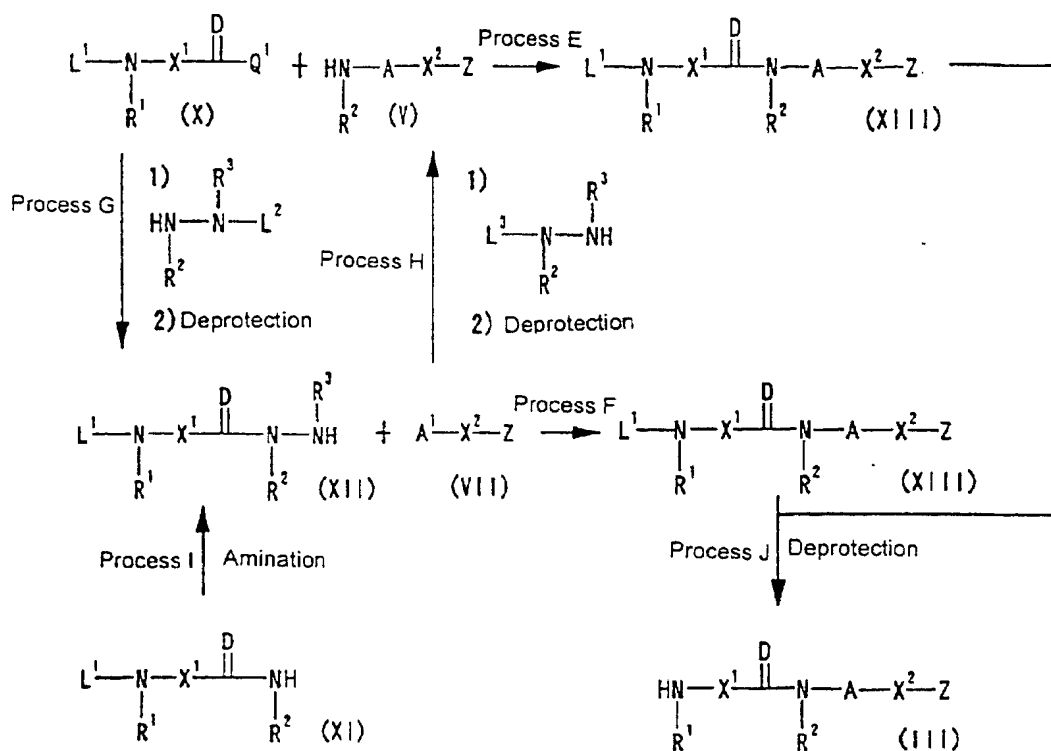 L¹—N—X¹—C(=D)—Q¹ + HN—A—X²—Z Process E L¹—N—X¹—C(=D)—N—A—X²—Z
R¹ (X) R² (V) R¹ R² (XIII)
Process G
1) R³
HN—N—L²
R²
2) Deprotection
Process H
1) R³
L³—N—NH
R²
2) Deprotection
L¹—N—X¹—C(=D)—N—NH + A¹—X²—Z Process F L¹—N—X¹—C(=D)—N—A—X²—Z
R³
R¹ R² (XII) (VII) R¹ R² (XIII)
Process I Amination
Process J Deprotection
L¹—N—X¹—C(=D)—NH
R¹ R² (XI)
HN—X¹—C(=D)—N—A—X²—Z
R¹ R² (III)